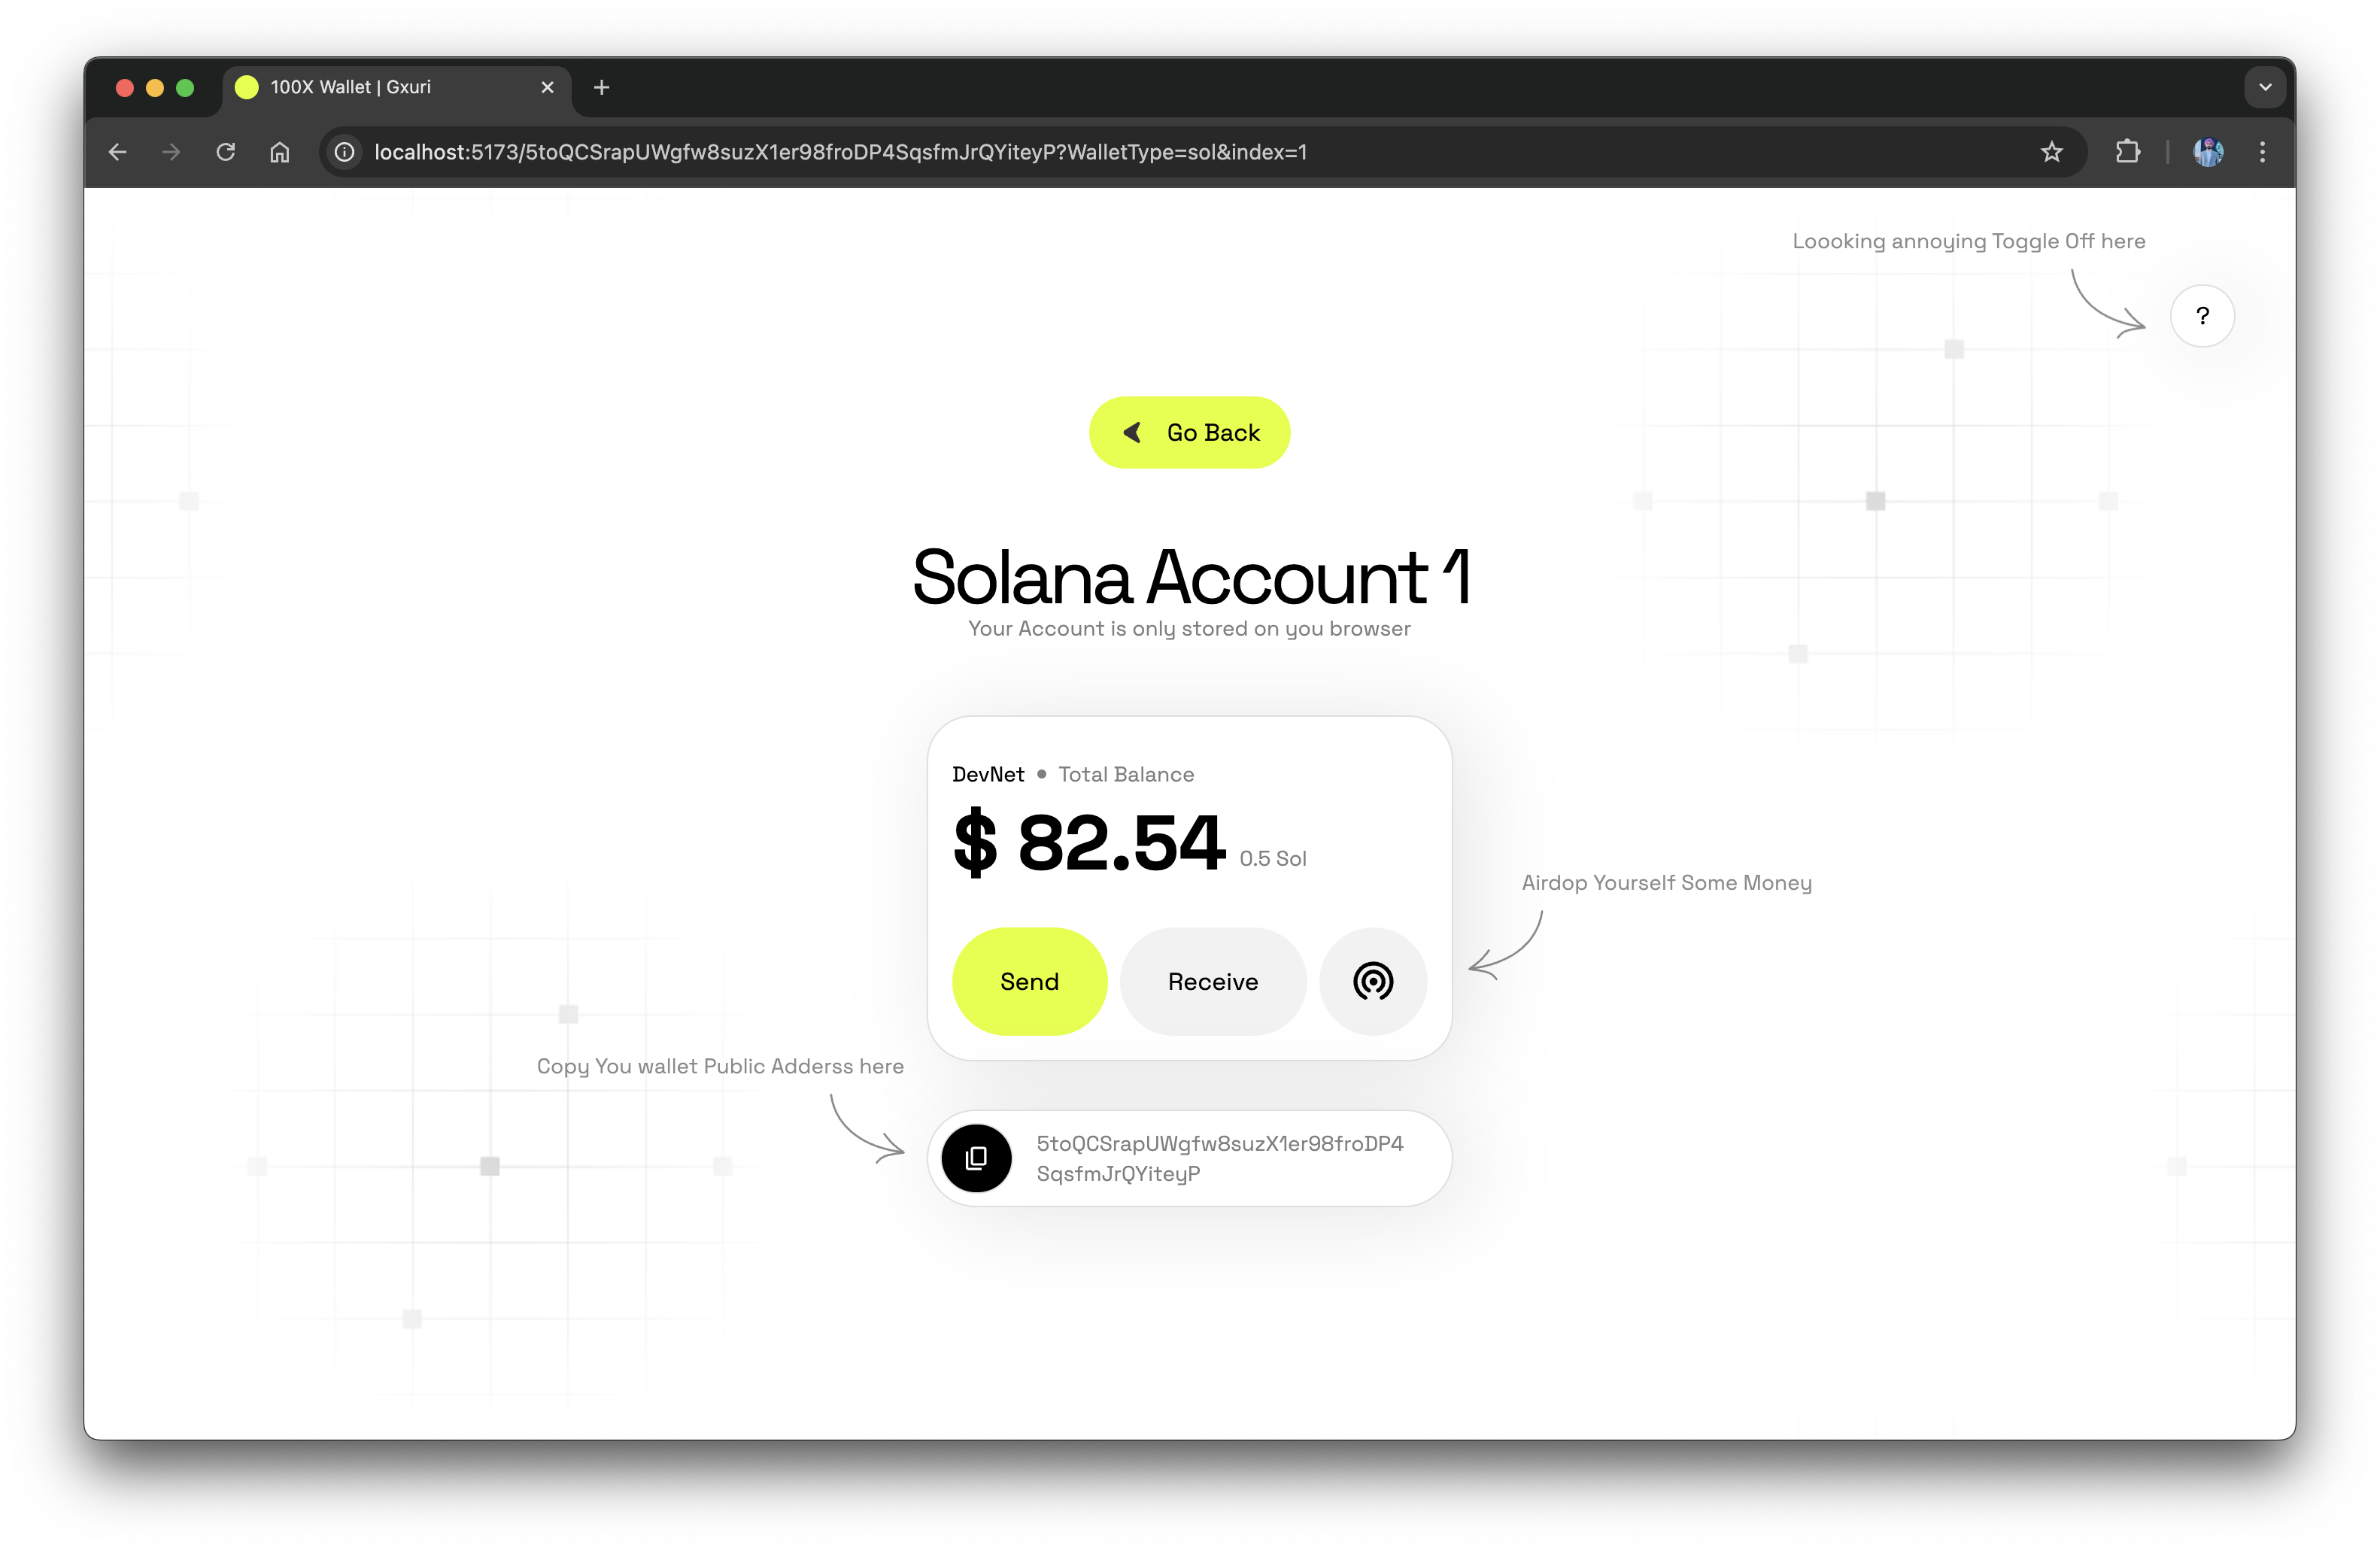 100X Wallet | Gxuri
localhost:5173/5toQCSrapUWgfw8suzX1er98froDP4SqsfmJrQYiteyP?WalletType=sol&index=1
Loooking annoying Toggle Off here
?
Go Back
Solana Account 1
Your Account is only stored on you browser
DevNet • Total Balance
$ 82.54 0.5 Sol
Airdop Yourself Some Money
Send Receive
Copy You wallet Public Adderss here
5toQCSrapUWgfw8suzX1er98froDP4
SqsfmJrQYiteyP